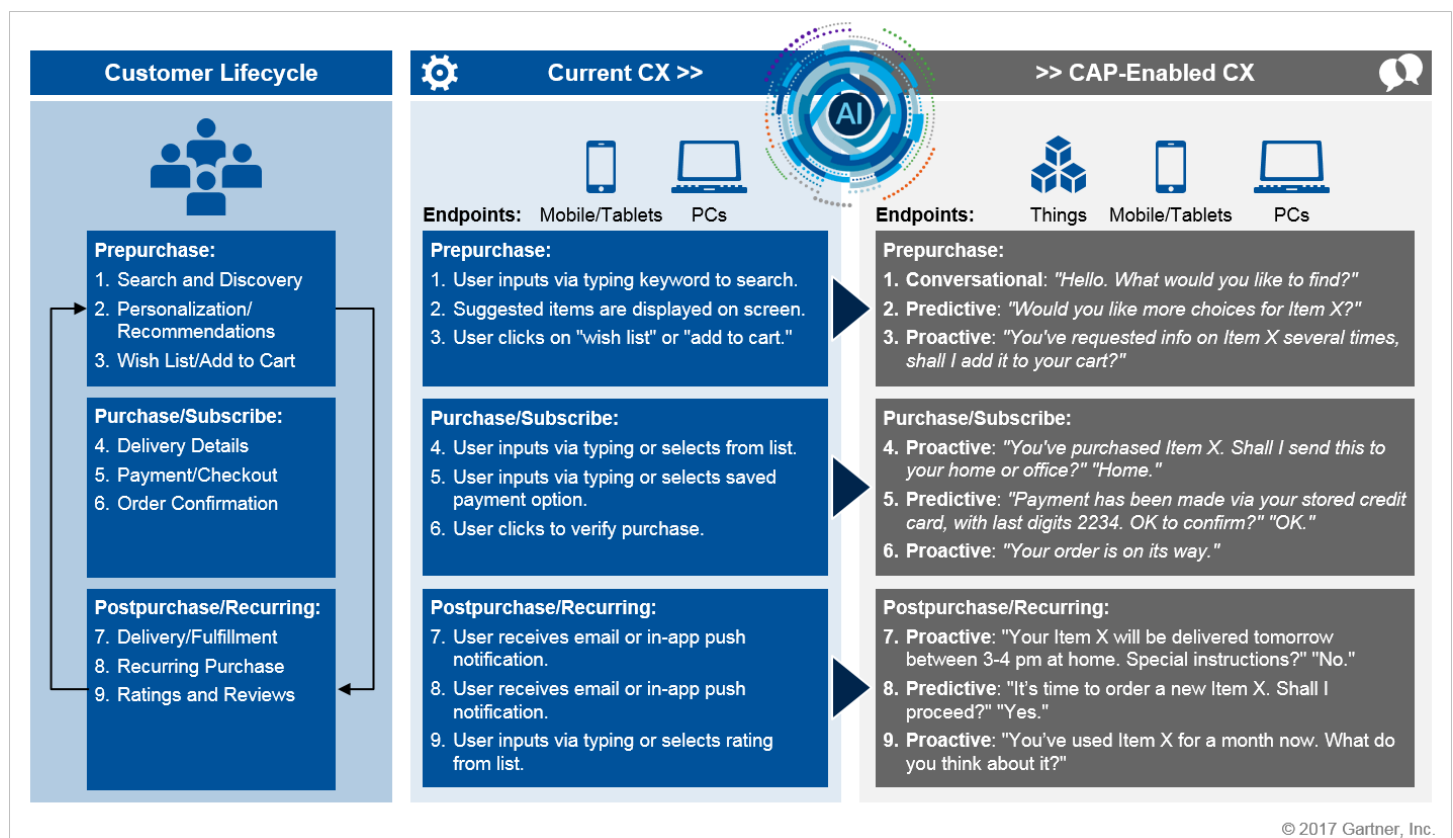 Customer Lifecycle
Current CX >>
AI
>> CAP-Enabled CX
Endpoints: Mobile/Tablets PCs
Endpoints: Things Mobile/Tablets PCs
Prepurchase:
1. Search and Discovery
2. Personalization/
Recommendations
3. Wish List/Add to Cart
Purchase/Subscribe:
4. Delivery Details
5. Payment/Checkout
6. Order Confirmation
Postpurchase/Recurring:
7. Delivery/Fulfillment
8. Recurring Purchase
9. Ratings and Reviews
Prepurchase:
1. User inputs via typing keyword to search.
2. Suggested items are displayed on screen.
3. User clicks on "wish list" or "add to cart."
Purchase/Subscribe:
4. User inputs via typing or selects from list.
5. User inputs via typing or selects saved
payment option.
6. User clicks to verify purchase.
Postpurchase/Recurring:
7. User receives email or in-app push
notification.
8. User receives email or in-app push
notification.
9. User inputs via typing or selects rating
from list.
Prepurchase:
1. Conversational: "Hello. What would you like to find?"
2. Predictive: "Would you like more choices for Item X?"
3. Proactive: "You've requested info on Item X several times,
shall I add it to your cart?"
Purchase/Subscribe:
4. Proactive: "You've purchased Item X. Shall I send this to
your home or office?" "Home."
5. Predictive: "Payment has been made via your stored credit
card, with last digits 2234. OK to confirm?" "OK."
6. Proactive: "Your order is on its way."
Postpurchase/Recurring:
7. Proactive: "Your Item X will be delivered tomorrow
between 3-4 pm at home. Special instructions?" "No."
8. Predictive: "It's time to order a new Item X. Shall I
proceed?" "Yes."
9. Proactive: "You've used Item X for a month now. What do
you think about it?"
© 2017 Gartner, Inc.